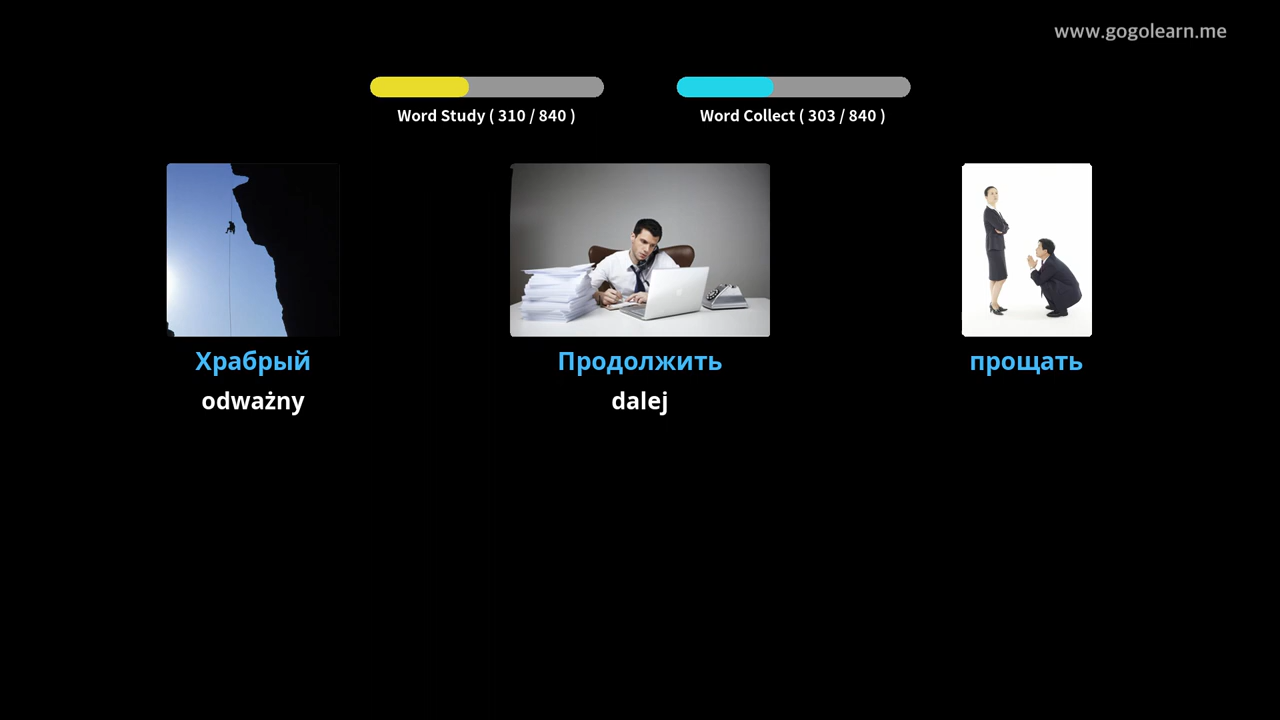 www.gogolearn.me
Word Study ( 310 / 840 )
Word Collect ( 303 / 840 )
Храбрый
Продолжить
прощать
odważny
dalej